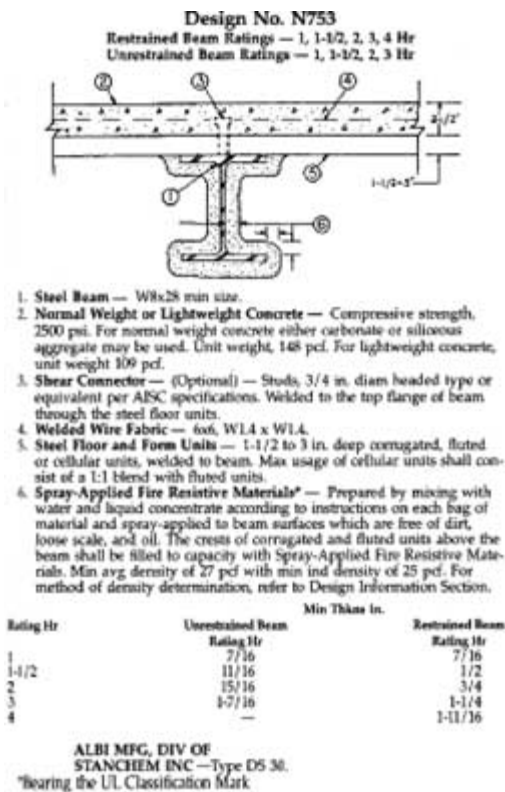 Design No. N753
Restrained Beam Ratings — 1, 1-1/2, 2, 3, 4 Hr
Unrestrained Beam Ratings — 1, 1-1/2, 2, 3 Hr
2 3 4
2-1/2"
1 5
1-1/2-3"
6
1. Steel Beam — W8x28 min size.
2. Normal Weight or Lightweight Concrete — Compressive strength,
2500 psi. For normal weight concrete either carbonate or siliceous
aggregate may be used. Unit weight, 148 pcf. For lightweight concrete,
unit weight 109 pcf.
3. Shear Connector — (Optional) — Studs, 3/4 in. diam headed type or
equivalent per AISC specifications. Welded to the top flange of beam
through the steel floor units.
4. Welded Wire Fabric — 6x6, W1.4 x W1.4.
5. Steel Floor and Form Units — 1-1/2 to 3 in. deep corrugated, fluted
or cellular units, welded to beam. Max usage of cellular units shall con-
sist of a 1:1 blend with fluted units.
6. Spray-Applied Fire Resistive Materials* — Prepared by mixing with
water and liquid concentrate according to instructions on each bag of
material and spray-applied to beam surfaces which are free of dirt,
loose scale, and oil. The crests of corrugated and fluted units above the
beam shall be filled to capacity with Spray-Applied Fire Resistive Mate-
rials. Min avg density of 27 pcf with min ind density of 25 pcf. For
method of density determination, refer to Design Information Section.
Min Thkns In.
Rating Hr Unrestrained Beam Restrained Beam
Rating Hr Rating Hr
1 7/16 7/16
1-1/2 11/16 1/2
2 15/16 3/4
3 1-7/16 1-1/4
4 — 1-11/16
ALBI MFG, DIV OF
STANCHEM INC —Type DS 30.
*Bearing the UL Classification Mark